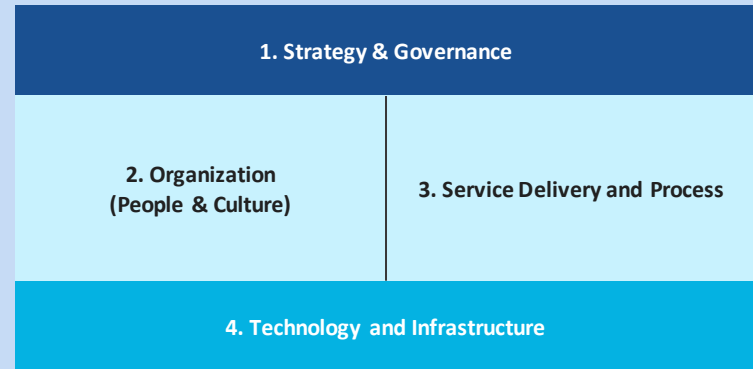 1. Strategy & Governance
2. Organization
(People & Culture)
3. Service Delivery and Process
4. Technology and Infrastructure